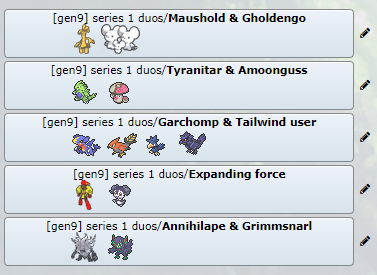 [gen9] series 1 duos/Maushold & Gholdengo
[gen9] series 1 duos/Tyranitar & Amoonguss
[gen9] series 1 duos/Garchomp & Tailwind user
[gen9] series 1 duos/Expanding force
[gen9] series 1 duos/Annihilape & Grimmsnarl